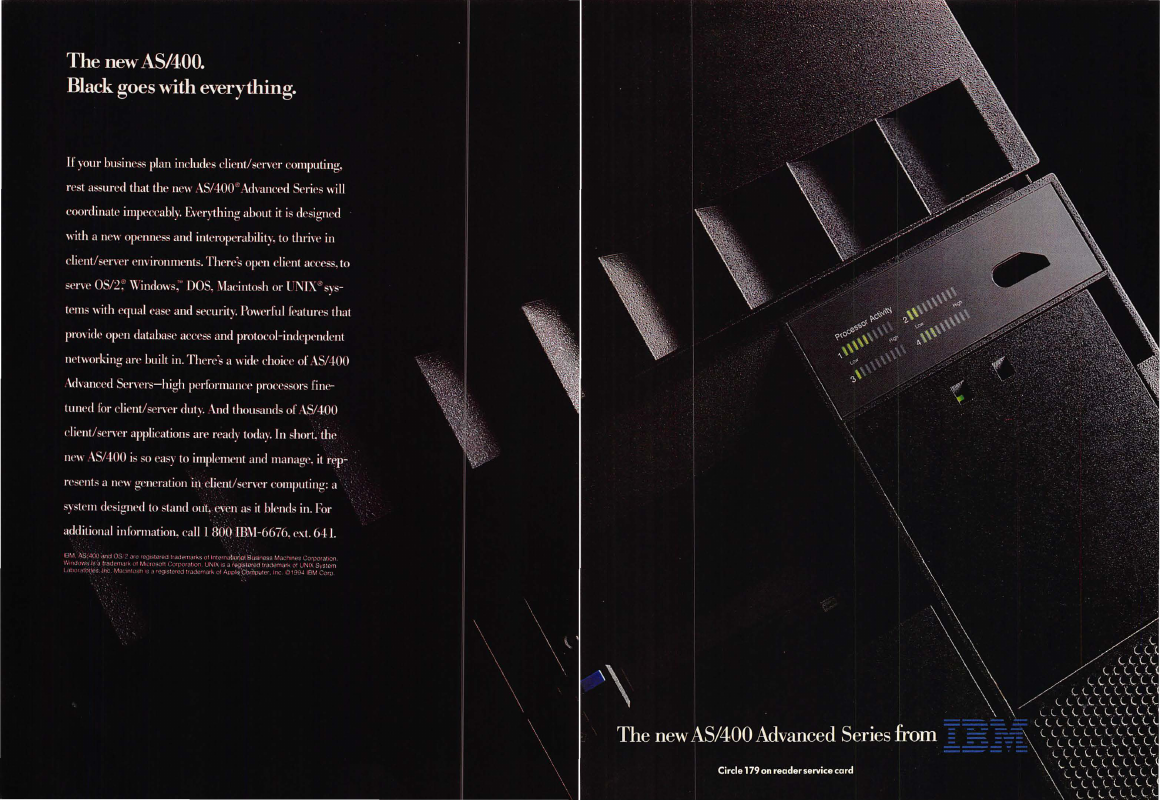 The new AS/400.
Black goes with everything.
If your business plan includes client/server computing,
rest assured that the new AS/400® Advanced Series will
coordinate impeccably. Everything about it is designed
with a new openness and interoperability, to thrive in
client/server environments. There's open client access, to
serve OS/2,® Windows,™ DOS, Macintosh or UNIX® sys-
tems with equal ease and security. Powerful features that
provide open database access and protocol-independent
networking are built in. There's a wide choice of AS/400
Advanced Servers—high performance processors fine-
tuned for client/server duty. And thousands of AS/400
client/server applications are ready today. In short, the
new AS/400 is so easy to implement and manage, it rep-
resents a new generation in client/server computing: a
system designed to stand out, even as it blends in. For
additional information, call 1 800 IBM-6676, ext. 641.
IBM, AS/400 and OS/2 are registered trademarks of International Business Machines Corporation.
Windows is a trademark of Microsoft Corporation. UNIX is a registered trademark of UNIX System
Laboratories, Inc. Macintosh is a registered trademark of Apple Computer, Inc. ©1994 IBM Corp.
Processor Activity
1
Low
High
2
Low
High
3
4
The new AS/400 Advanced Series from IBM
Circle 179 on reader service card